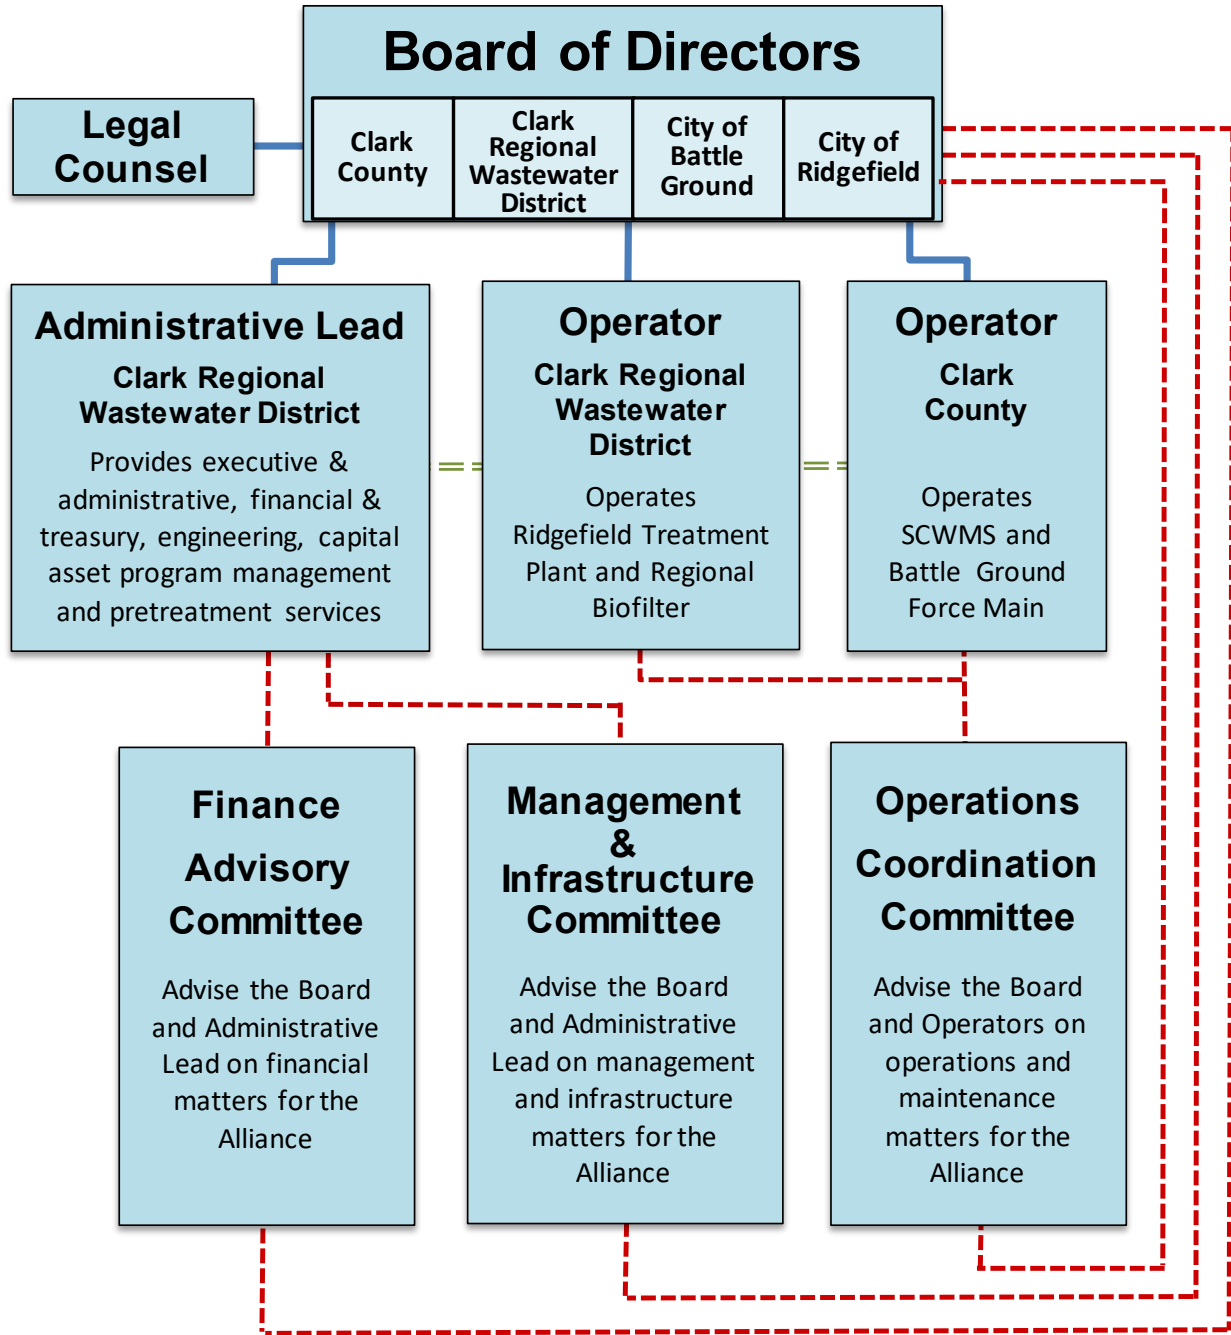 Board of Directors
Legal
Counsel
Clark
County
Clark
Regional
Wastewater
District
City of
Battle
Ground
City of
Ridgefield
Administrative Lead
Clark Regional
Wastewater District
Provides executive &
administrative, financial &
treasury, engineering, capital
asset program management
and pretreatment services
Operator
Clark Regional
Wastewater
District
Operates
Ridgefield Treatment
Plant and Regional
Biofilter
Operator
Clark
County
Operates
SCWMS and
Battle Ground
Force Main
Finance
Advisory
Committee
Advise the Board
and Administrative
Lead on financial
matters for the
Alliance
Management
&
Infrastructure
Committee
Advise the Board
and Administrative
Lead on management
and infrastructure
matters for the
Alliance
Operations
Coordination
Committee
Advise the Board
and Operators on
operations and
maintenance
matters for the
Alliance